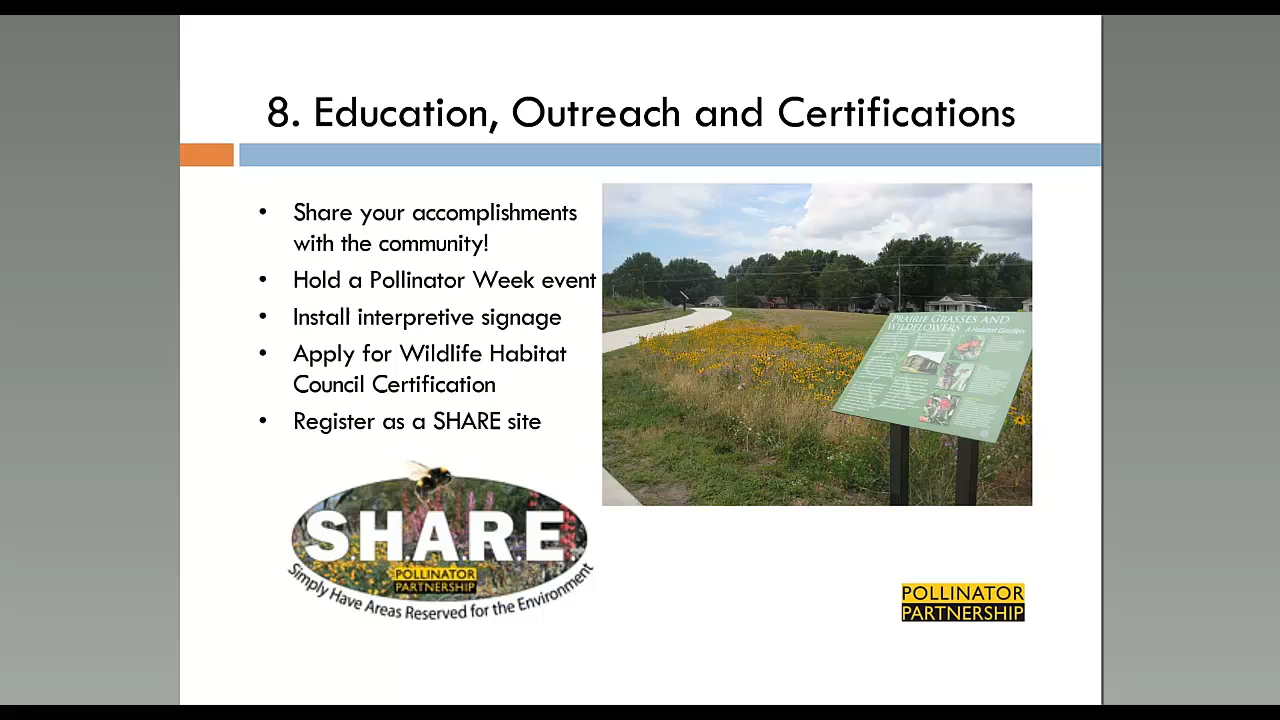 8. Education, Outreach and Certifications
• Share your accomplishments
with the community!
• Hold a Pollinator Week event
• Install interpretive signage
• Apply for Wildlife Habitat
Council Certification
• Register as a SHARE site
PRAIRIE GRASSES AND
WILDFLOWERS A Habitat Garden
S.H.A.R.E.
POLLINATOR
PARTNERSHIP
Simply Have Areas Reserved for the Environment
POLLINATOR
PARTNERSHIP